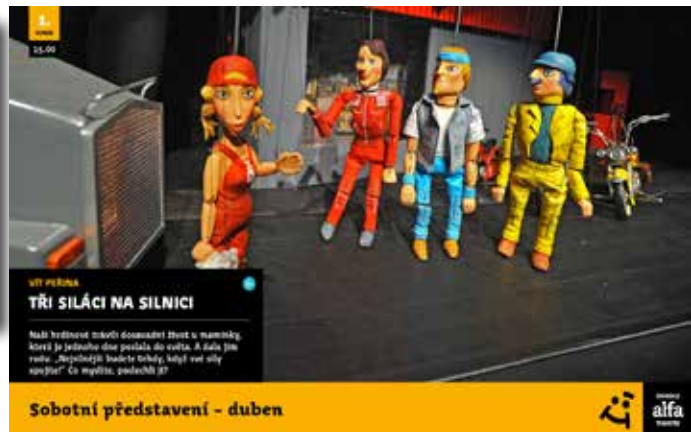 1.
15.00
VÍT PEŘINA
TŘI SILÁCI NA SILNICI
Naši hrdinové trávili dosavadní život u maminky,
která je jednoho dne poslala do světa. A dala jim
radu: „Nejsilnější budete tehdy, když své síly
spojíte!“ Co myslíte, poslechli ji?
Sobotní představení – duben
DIVADLO
alfa
THEATRE